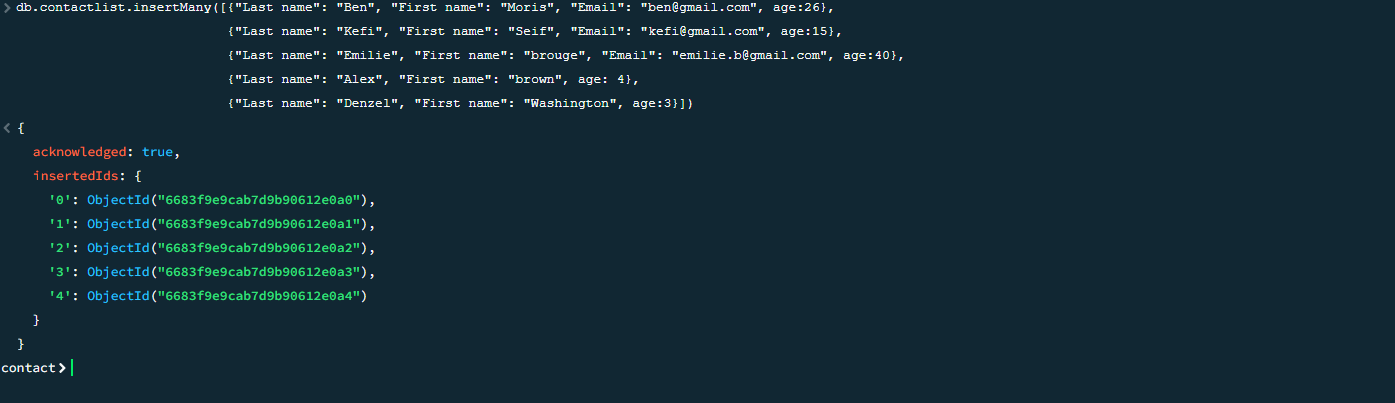 > db.contactlist.insertMany([{"Last name": "Ben", "First name": "Moris", "Email": "ben@gmail.com", age:26},
{"Last name": "Kefi", "First name": "Seif", "Email": "kefi@gmail.com", age:15},
{"Last name": "Emilie", "First name": "brouge", "Email": "emilie.b@gmail.com", age:40},
{"Last name": "Alex", "First name": "brown", age: 4},
{"Last name": "Denzel", "First name": "Washington", age:3}])
< {
acknowledged: true,
insertedIds: {
'0': ObjectId("6683f9e9cab7d9b90612e0a0"),
'1': ObjectId("6683f9e9cab7d9b90612e0a1"),
'2': ObjectId("6683f9e9cab7d9b90612e0a2"),
'3': ObjectId("6683f9e9cab7d9b90612e0a3"),
'4': ObjectId("6683f9e9cab7d9b90612e0a4")
}
}
contact>